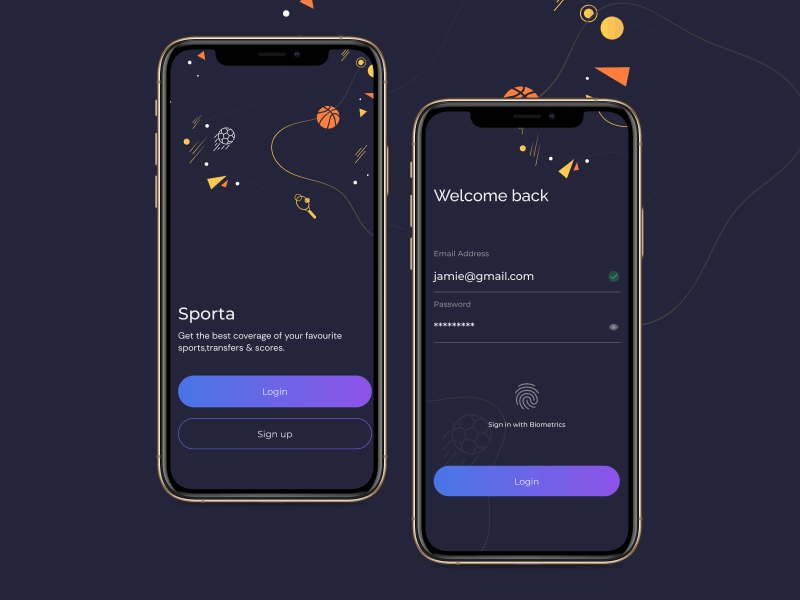 Sporta
Get the best coverage of your favourite
sports,transfers & scores.
Login
Sign up
Welcome back
Email Address
jamie@gmail.com
Password
*********
Sign in with Biometrics
Login